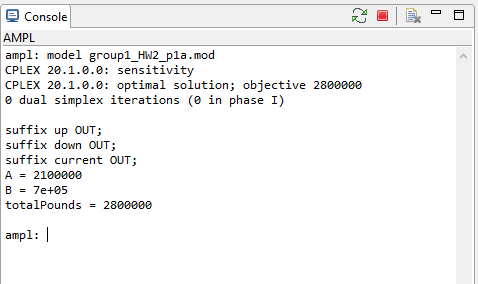 Console
AMPL
ampl: model group1_HW2_p1a.mod
CPLEX 20.1.0.0: sensitivity
CPLEX 20.1.0.0: optimal solution; objective 2800000
0 dual simplex iterations (0 in phase I)
suffix up OUT;
suffix down OUT;
suffix current OUT;
A = 2100000
B = 7e+05
totalPounds = 2800000
ampl: